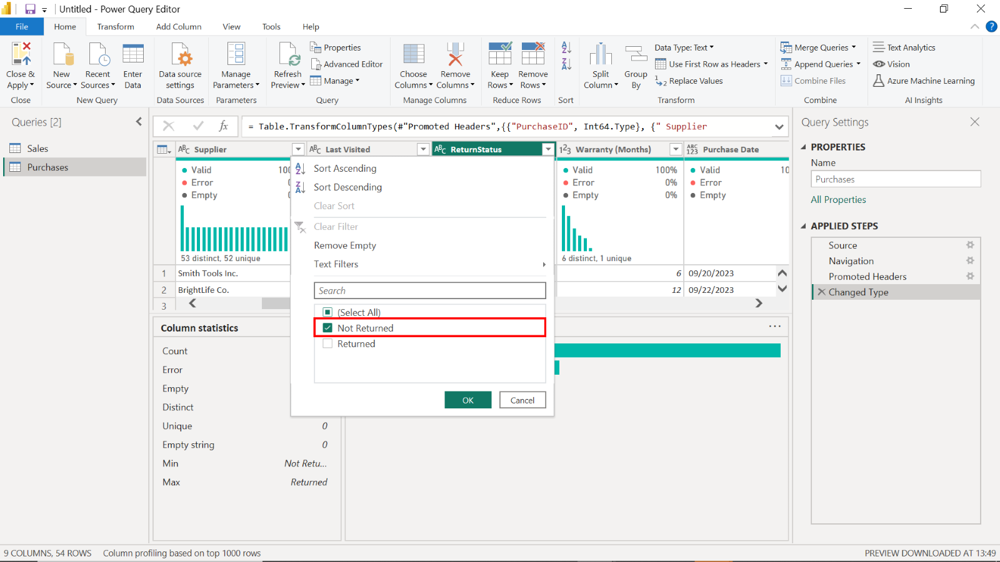 Untitled - Power Query Editor
File Home Transform Add Column View Tools Help
Close & Apply
New Source
Recent Sources
Enter Data
Data source settings
Manage Parameters
Refresh Preview
Properties
Advanced Editor
Manage
Choose Columns
Remove Columns
Keep Rows
Remove Rows
Split Column
Group By
Data Type: Text
Use First Row as Headers
Replace Values
Merge Queries
Append Queries
Combine Files
Text Analytics
Vision
Azure Machine Learning
Close New Query Data Sources Parameters Query Manage Columns Reduce Rows Sort Transform Combine AI Insights
Queries [2]
Sales
Purchases
fx = Table.TransformColumnTypes(#"Promoted Headers",{{"PurchaseID", Int64.Type}, {" Supplier
Supplier Last Visited ReturnStatus Warranty (Months) Purchase Date
Valid 100
Error
Empty
53 distinct, 52 unique
Valid 100%
Error 0%
Empty 0%
6 distinct, 1 unique
Valid 10
Error
Empty
1 Smith Tools Inc. 6 09/20/2023
2 BrightLife Co. 12 09/22/2023
3
Sort Ascending
Sort Descending
Clear Sort
Clear Filter
Remove Empty
Text Filters
Search
(Select All)
Not Returned
Returned
OK Cancel
Column statistics
Count
Error
Empty
Distinct
Unique 0
Empty string 0
Min Not Retu...
Max Returned
Query Settings
PROPERTIES
Name
Purchases
All Properties
APPLIED STEPS
Source
Navigation
Promoted Headers
Changed Type
9 COLUMNS, 54 ROWS Column profiling based on top 1000 rows
PREVIEW DOWNLOADED AT 13:49